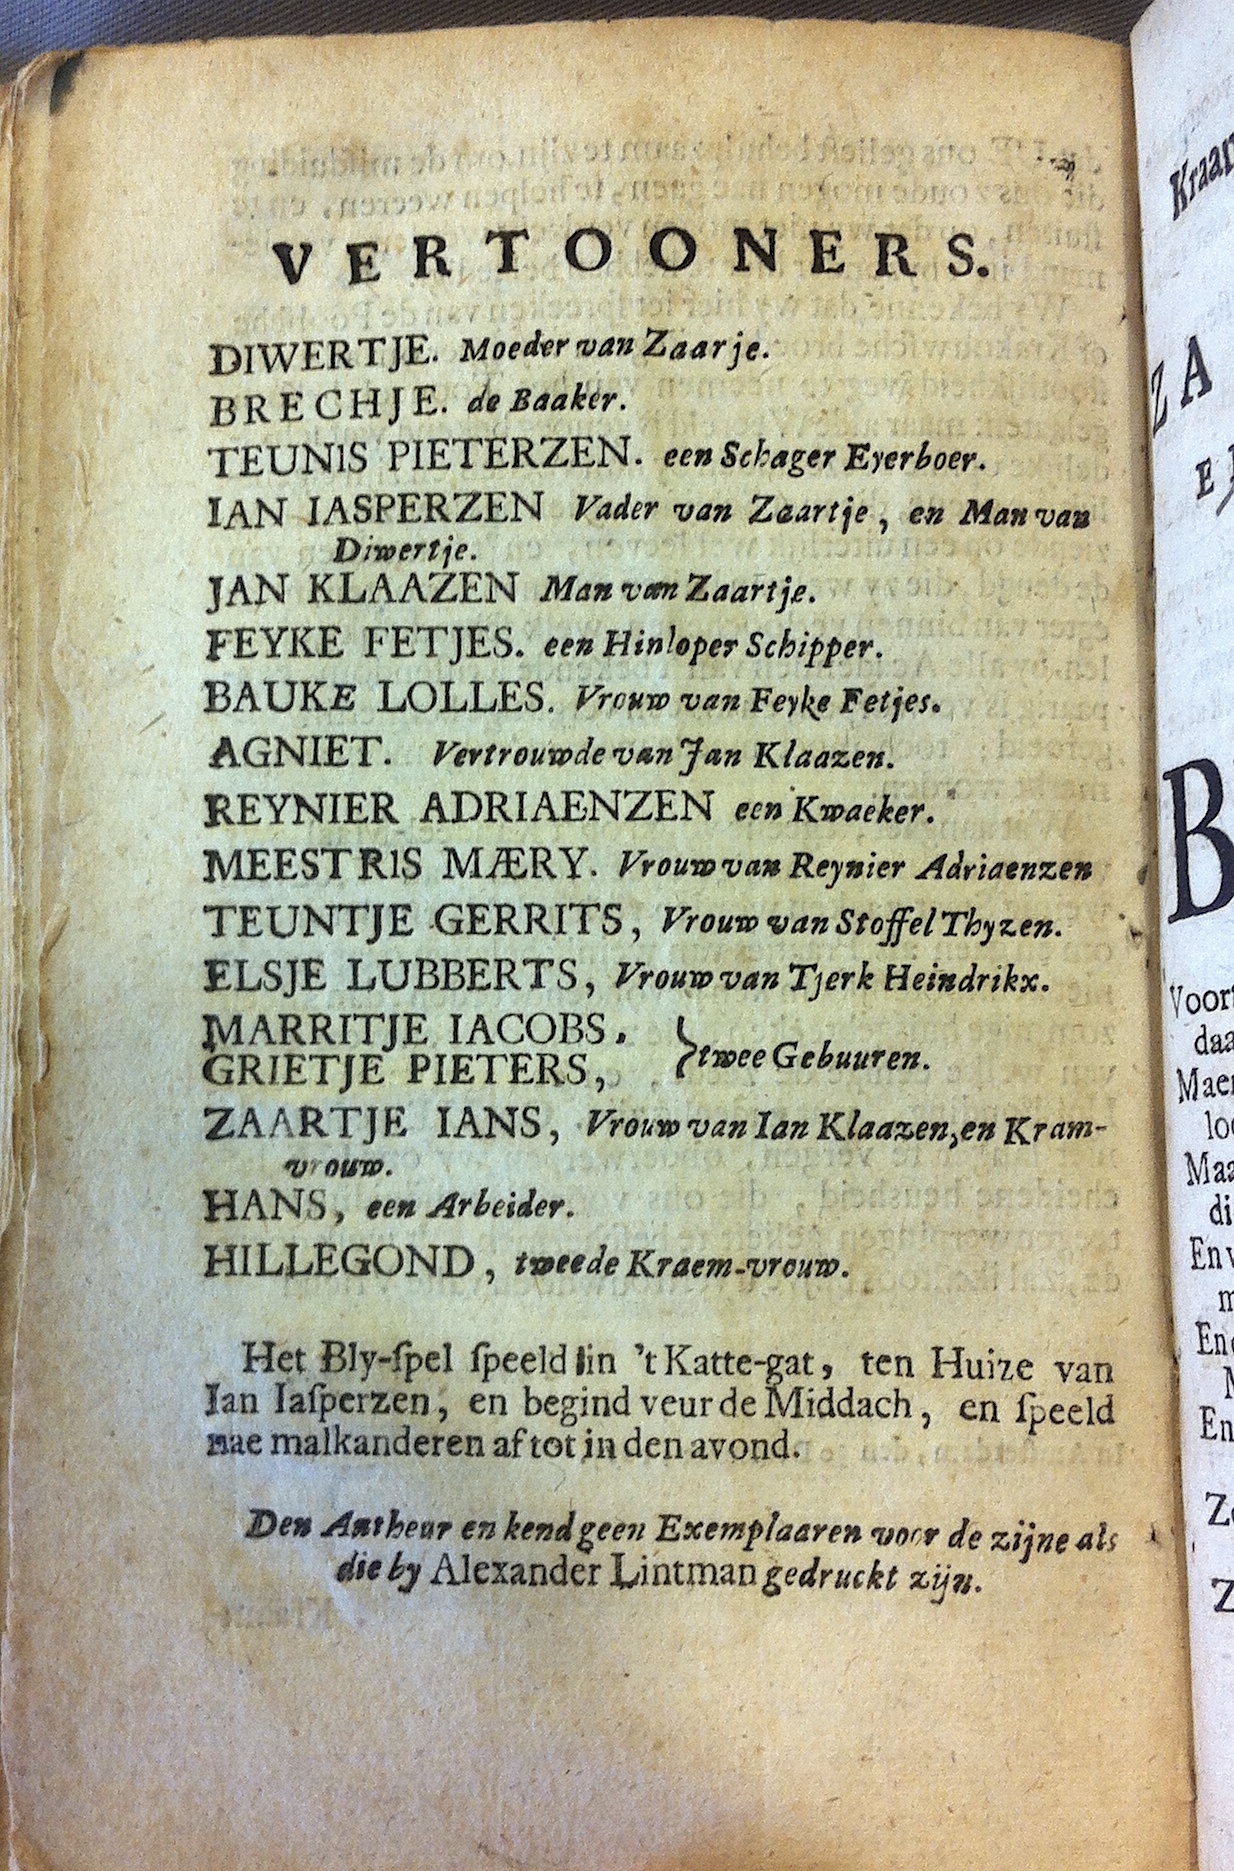 VERTOONERS.
DIWERTJE. Moeder van Zaarje.
BRECHJE. de Baaker.
TEUNIS PIETERZEN. een Schager Eyerboer.
IAN IASPERZEN Vader van Zaartje, en Man van
Diwertje.
JAN KLAAZEN Man van Zaartje.
FEYKE FETJES. een Hinloper Schipper.
BAUKE LOLLES. Vrouw van Feyke Fetjes.
AGNIET. Vertrouwde van Jan Klaazen.
REYNIER ADRIAENZEN een Kwaeker.
MEESTRIS MÆRY. Vrouw van Reynier Adriaenzen
TEUNTJE GERRITS, Vrouw van Stoffel Thyzen.
ELSJE LUBBERTS, Vrouw van Tjerk Heindrikx.
MARRITJE IACOBS.
GRIETJE PIETERS, } twee Gebuuren.
ZAARTJE IANS, Vrouw van Ian Klaazen, en Kram-
vrouw.
HANS, een Arbeider.
HILLEGOND, tweede Kraem-vrouw.
Het Bly-ſpel ſpeeld in 't Katte-gat, ten Huize van
Ian Iaſperzen, en begind veur de Middach, en ſpeeld
nae malkanderen af tot in den avond.
Den Autheur en kend geen Exemplaaren voor de zijne als
die by Alexander Lintman gedruckt zijn.